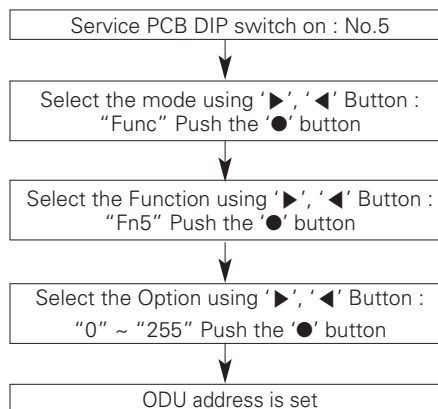 Service PCB DIP switch on : No.5
Select the mode using ‘▶’, ‘◀’ Button :
“Func” Push the ‘●’ button
Select the Function using ‘▶’, ‘◀’ Button :
“Fn5” Push the ‘●’ button
Select the Option using ‘▶’, ‘◀’ Button :
“0” ~ “255” Push the ‘●’ button
ODU address is set